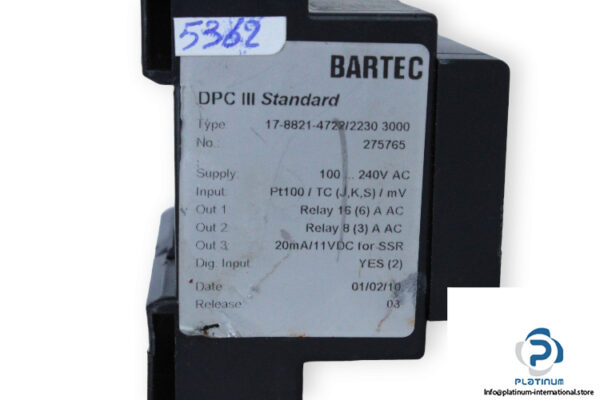 5362
BARTEC
DPC III Standard
Type 17-8821-4722/2230 3000
No.: 275765
Supply 100 ... 240V AC
Input Pt100 / TC (J,K,S) / mV
Out 1 Relay 16 (6) A AC
Out 2 Relay 8 (3) A AC
Out 3 20mA/11VDC for SSR
Dig. Input YES (2)
Date 01/02/10
Release 03
PLATINUM
Info@platinum-international.store